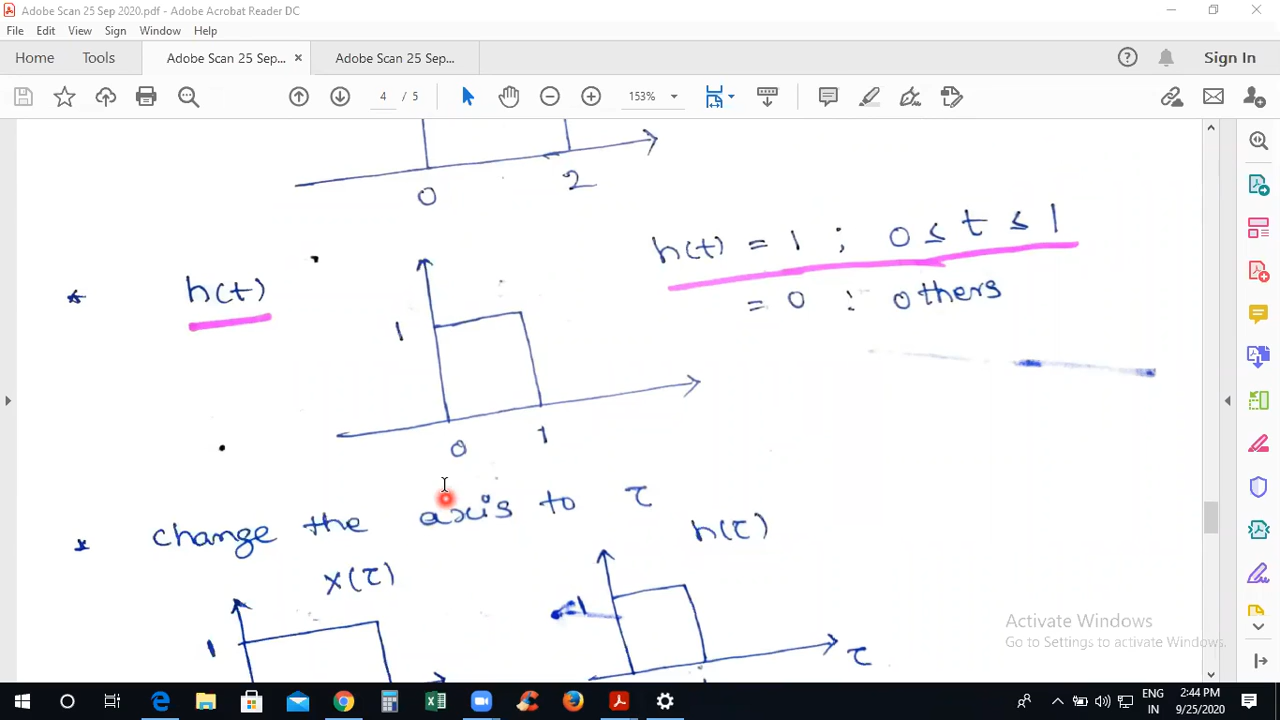 Adobe Scan 25 Sep 2020.pdf - Adobe Acrobat Reader DC
File Edit View Sign Window Help
Home Tools Adobe Scan 25 Sep... × Adobe Scan 25 Sep... Sign In
4 / 5 153%
0 2
h(t) = 1 ; 0 ≤ t ≤ 1
* h(t)
= 0 : others
1
0 1
* change the axis to τ
h(τ)
x(τ)
1
1
τ
Activate Windows
Go to Settings to activate Windows.
ENG 2:44 PM
IN 9/25/2020